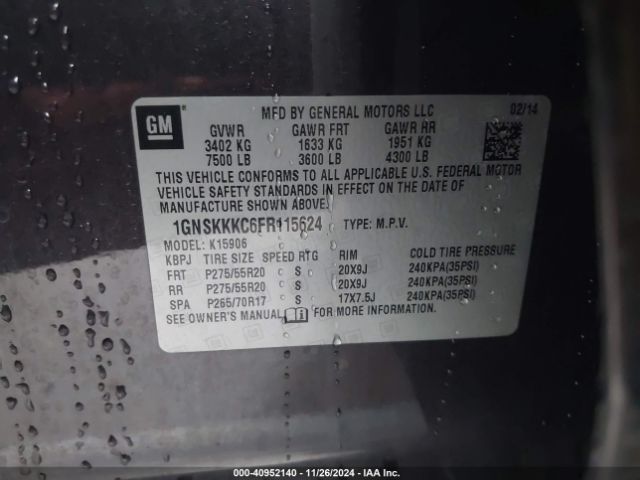 GM
MFD BY GENERAL MOTORS LLC 02/14
GVWR GAWR FRT GAWR RR
3402 KG 1633 KG 1951 KG
7500 LB 3600 LB 4300 LB
THIS VEHICLE CONFORMS TO ALL APPLICABLE U.S. FEDERAL MOTOR
VEHICLE SAFETY STANDARDS IN EFFECT ON THE DATE OF
MANUFACTURE SHOWN ABOVE.
1GNSKKKC6FR115624 TYPE: M.P.V.
MODEL: K15906
KBPJ TIRE SIZE SPEED RTG RIM COLD TIRE PRESSURE
FRT P275/55R20 S 20X9J 240KPA(35PSI)
RR P275/55R20 S 20X9J 240KPA(35PSI)
SPA P265/70R17 S 17X7.5J 240KPA(35PSI)
SEE OWNER'S MANUAL FOR MORE INFORMATION.
000-40952140 - 11/26/2024 - IAA Inc.